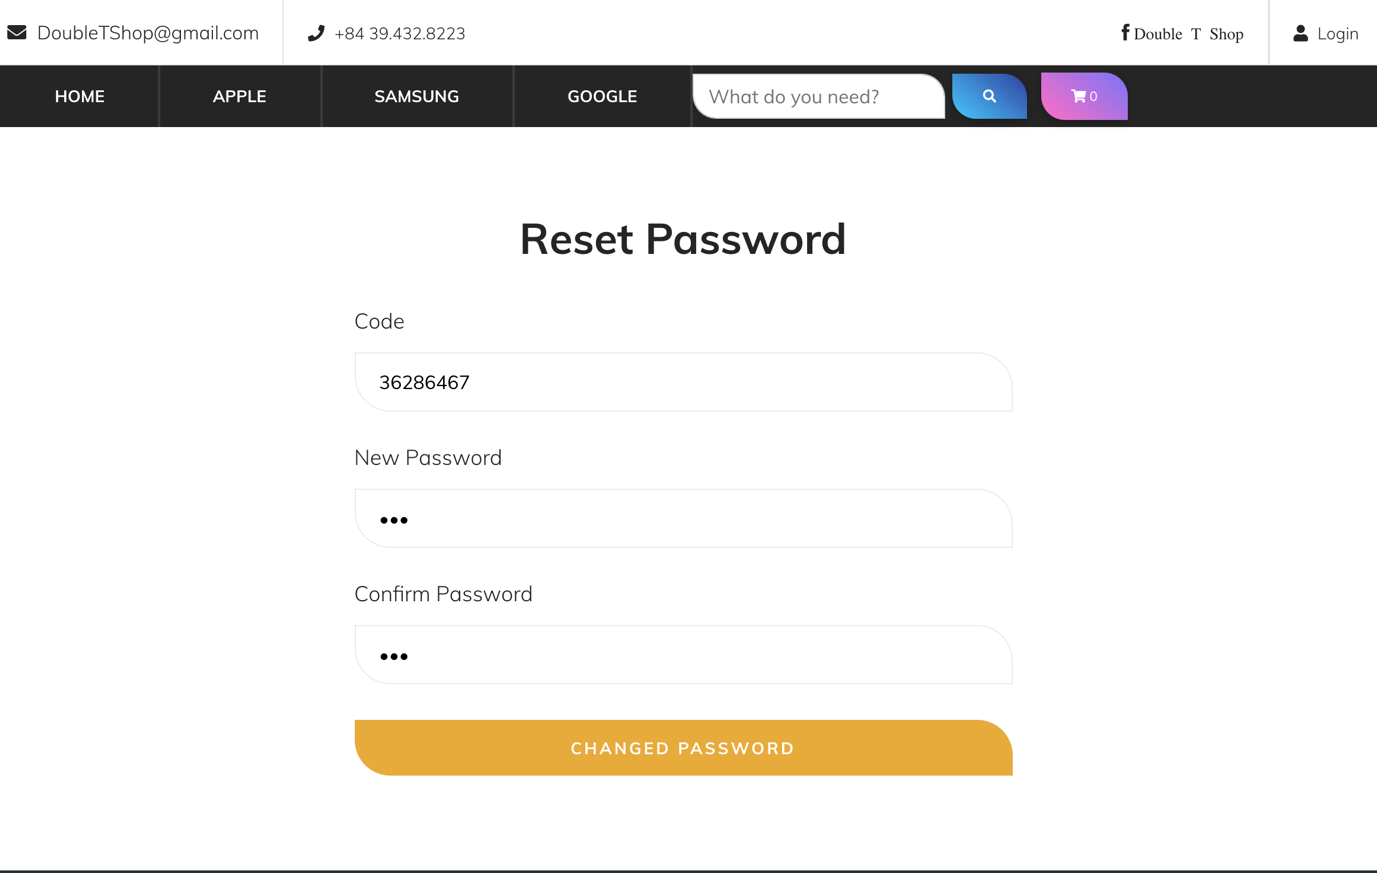 DoubleTShop@gmail.com +84 39.432.8223 Double T Shop Login
HOME APPLE SAMSUNG GOOGLE What do you need? 0
Reset Password
Code
36286467
New Password
•••
Confirm Password
•••
CHANGED PASSWORD